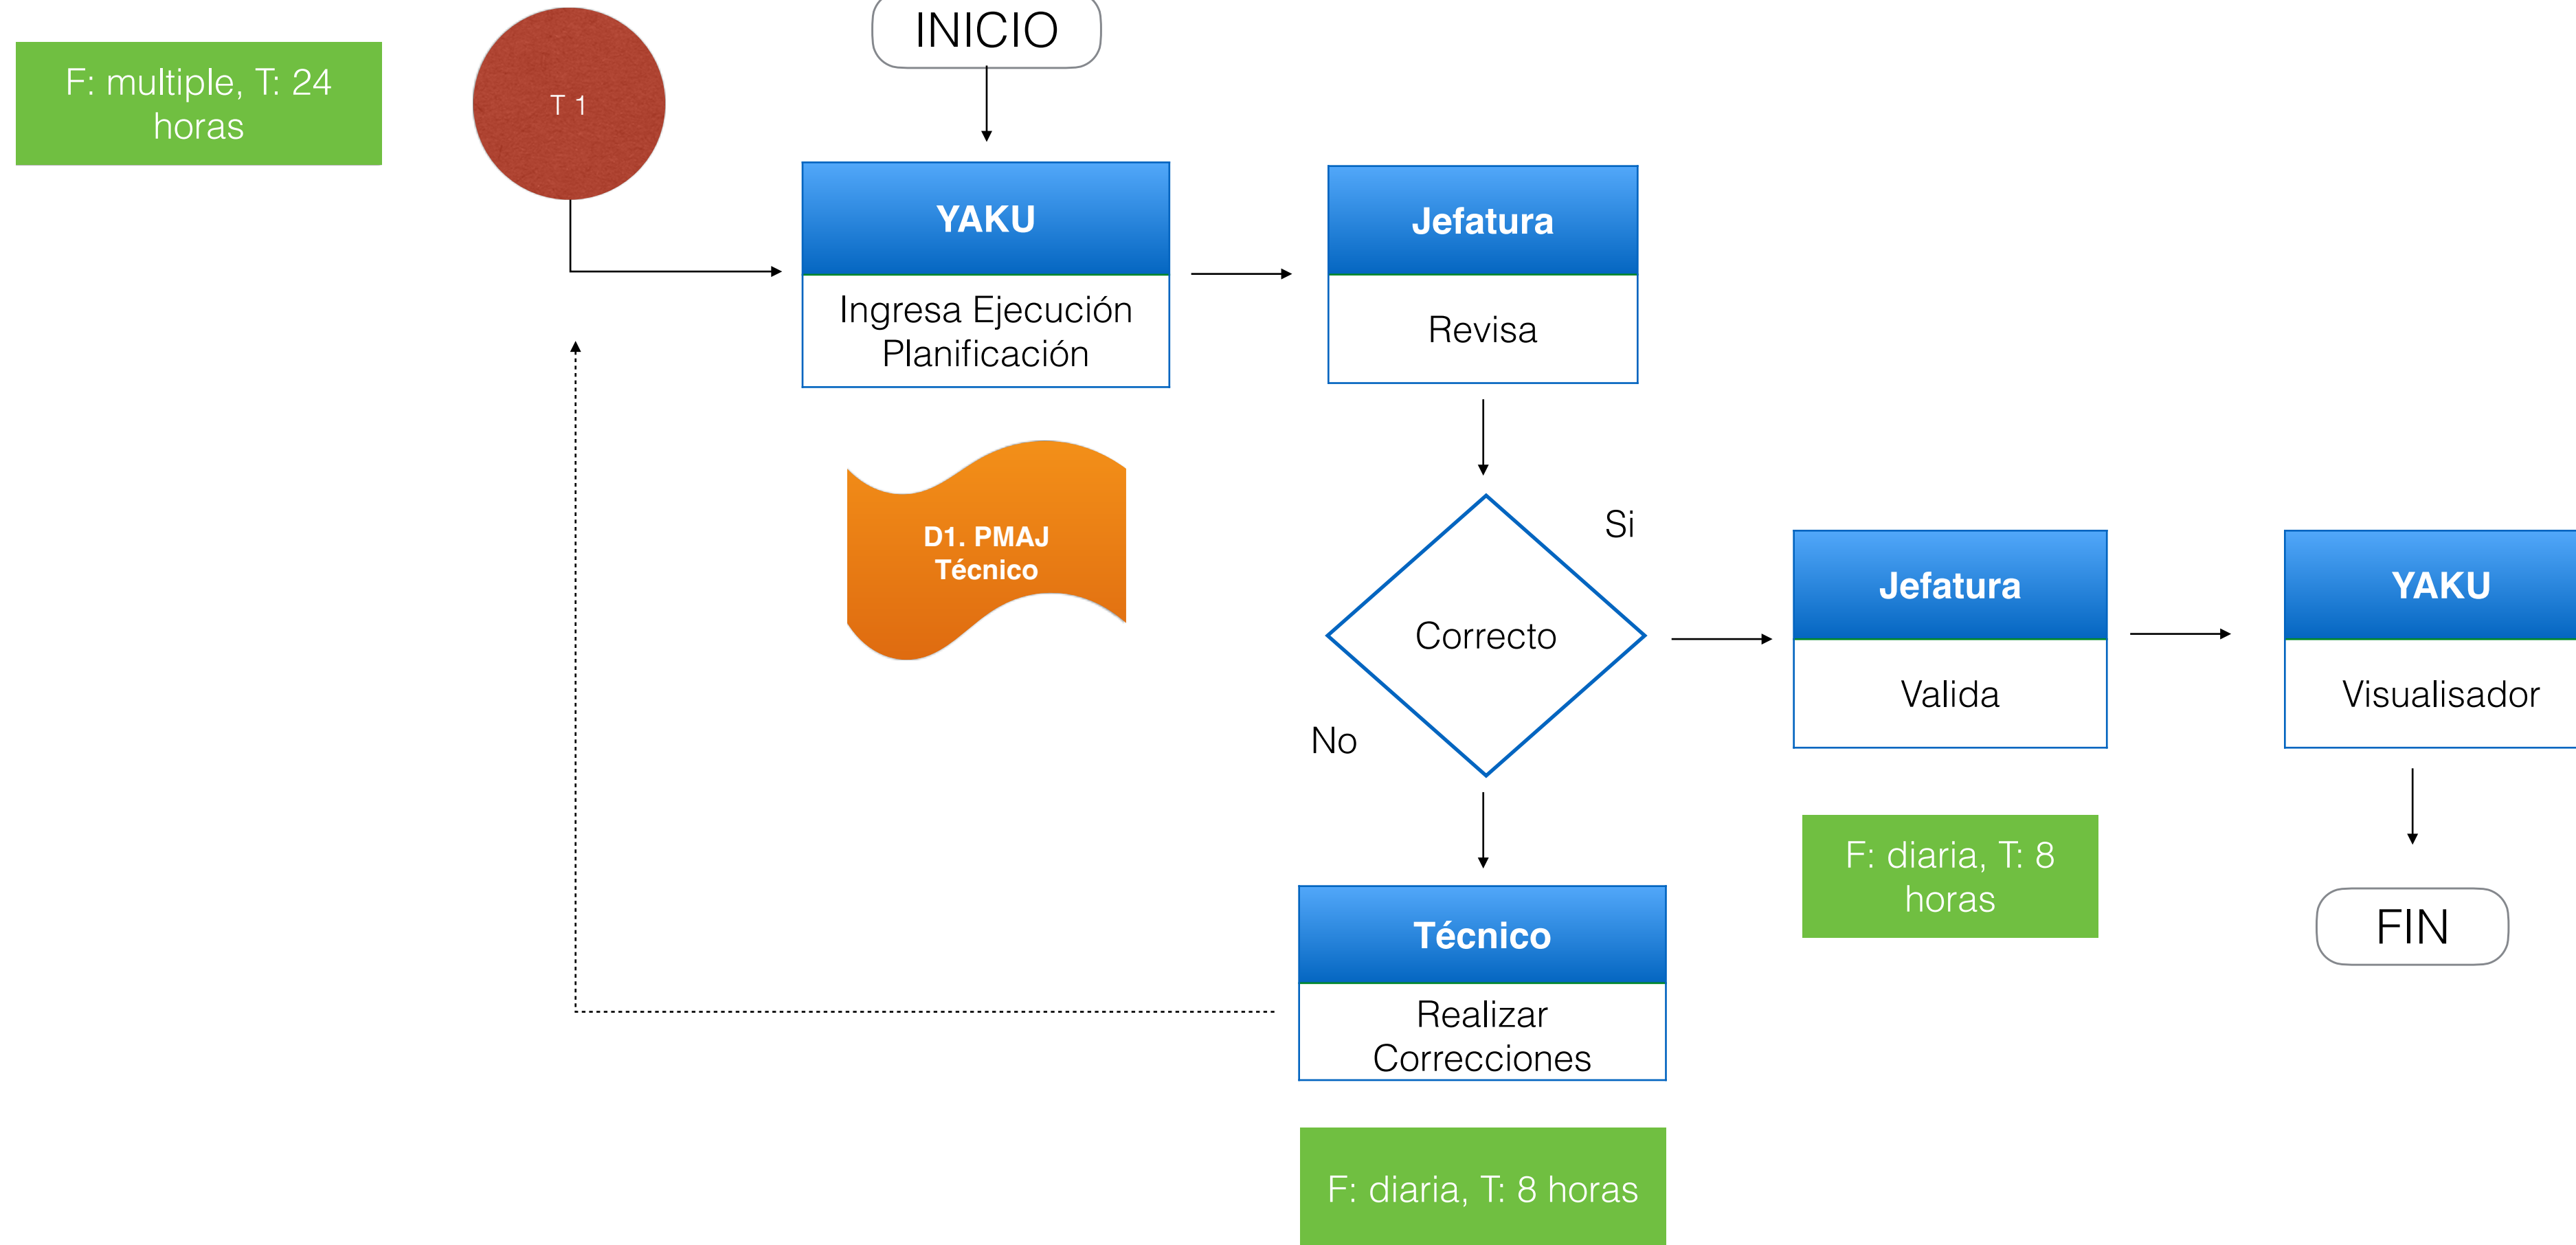 INICIO
F: multiple, T: 24
horas
T 1
YAKU
Ingresa Ejecución
Planificación
Jefatura
Revisa
D1. PMAJ
Técnico
Si
Correcto
No
Jefatura
Valida
YAKU
Visualisador
F: diaria, T: 8
horas
FIN
Técnico
Realizar
Correcciones
F: diaria, T: 8 horas